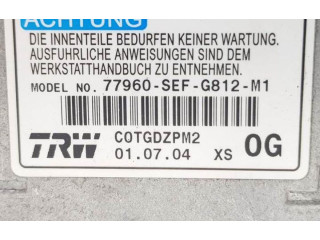 ACHTUNG
DIE INNENTEILE BEDÜRFEN KEINER WARTUNG.
AUSFUHRLICHE ANWEISUNGEN SIND DEM
WERKSTATTHANDBUCH ZU ENTNEHMEN.
MODEL NO. 77960-SEF-G812-M1
TRW C0TGDZPM2
01.07.04 XS 0G